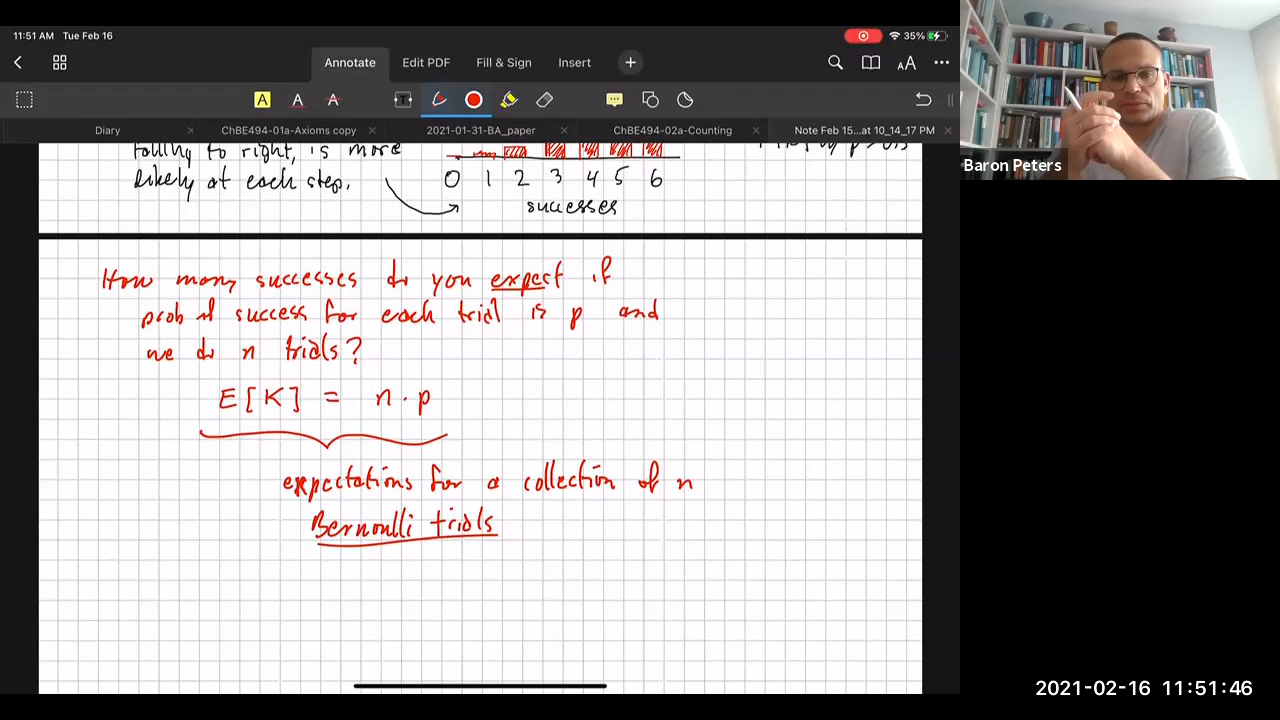 11:51 AM Tue Feb 16
35%
Annotate
Edit PDF
Fill & Sign
Insert
AA
A
A
A
T
Diary
ChBE494-01a-Axioms copy
2021-01-31-BA_paper
ChBE494-02a-Counting
Note Feb 15...at 10_14_17 PM
Baron Peters
falling to right, is more
likely at each step.
0 1 2 3 4 5 6
successes
How many successes do you expect if
prob of success for each trial is p and
we do n trials?
E[K] = n · p
expectations for a collection of n
Bernoulli trials
2021-02-16 11:51:46